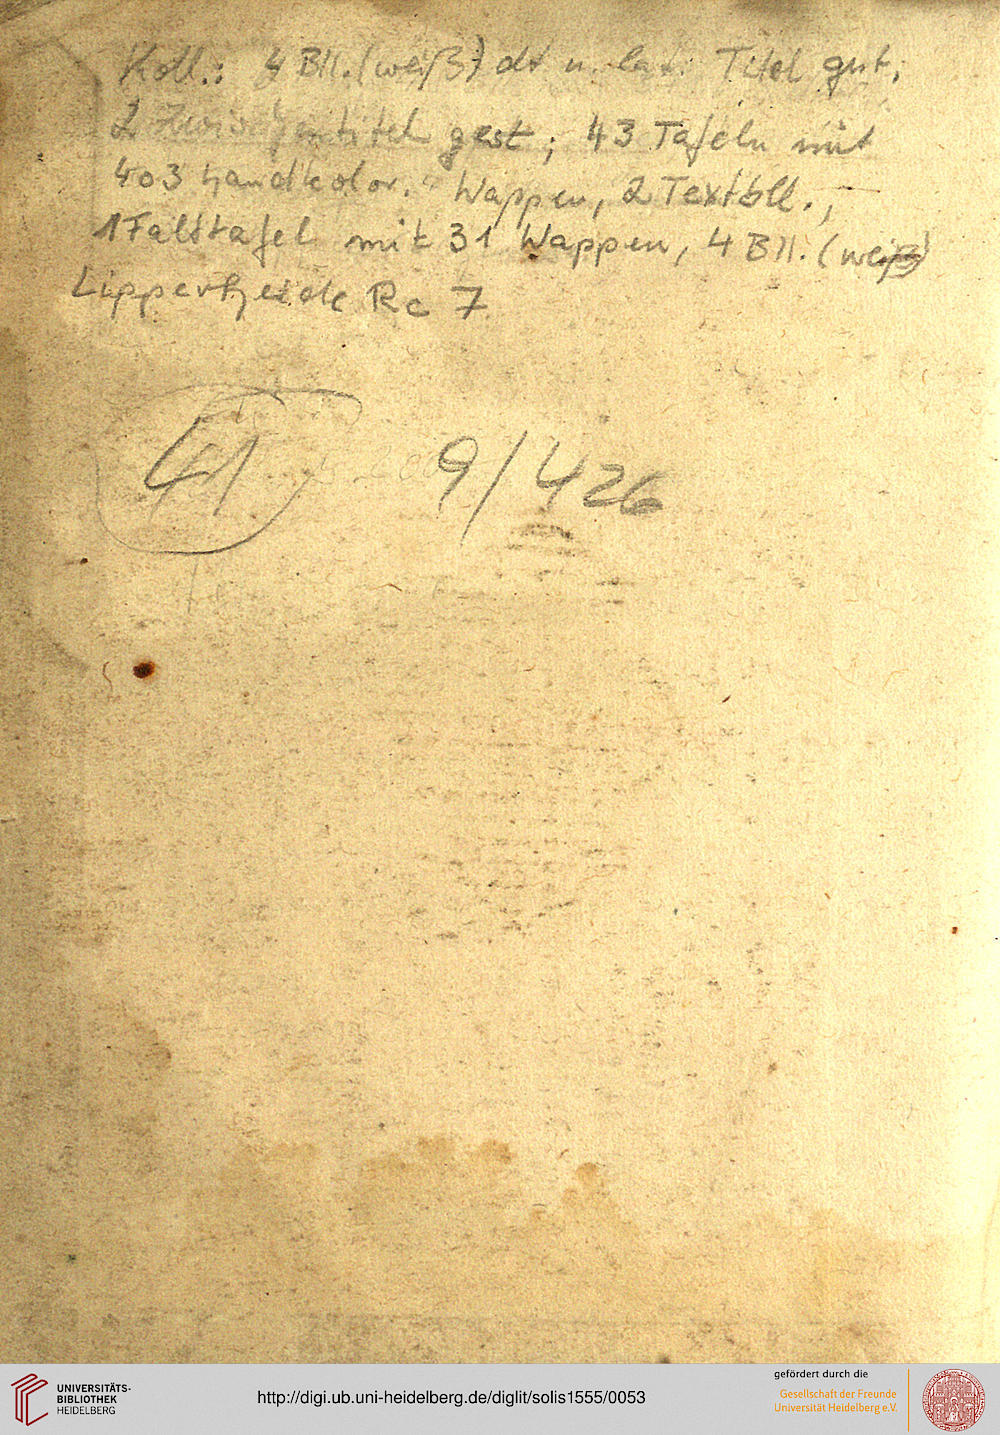 Koll.: 4 Bll. (weiß) dt u. lat. Titel gest.
2 Zwischentitel gest; 43 Tafeln mit
403 handkolor. Wappen, 2 Textbll.,
1 Falttafel mit 31 Wappen, 4 Bll. (weiß)
Lipperheide Rc 7
41 9/426
UNIVERSITÄTS-
BIBLIOTHEK
HEIDELBERG
http://digi.ub.uni-heidelberg.de/diglit/solis1555/0053
gefördert durch die
Gesellschaft der Freunde
Universität Heidelberg e.V.